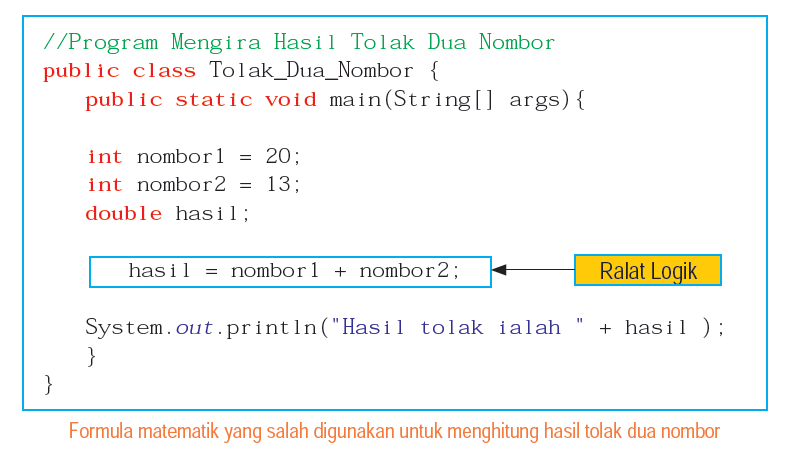 //Program Mengira Hasil Tolak Dua Nombor
public class Tolak_Dua_Nombor {
public static void main(String[] args){
int nombor1 = 20;
int nombor2 = 13;
double hasil;
hasil = nombor1 + nombor2;
Ralat Logik
System.out.println("Hasil tolak ialah " + hasil );
}
}
Formula matematik yang salah digunakan untuk menghitung hasil tolak dua nombor